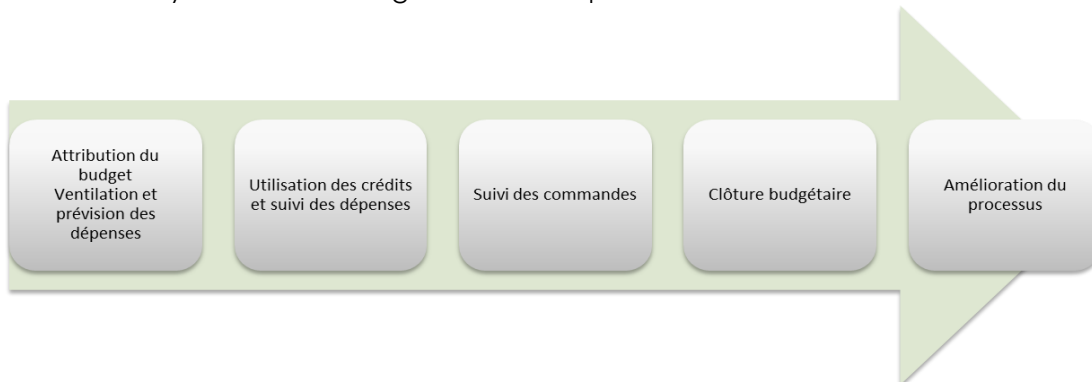 Attribution du
budget
Ventilation et
prévision des
dépenses
Utilisation des crédits
et suivi des dépenses
Suivi des commandes
Clôture budgétaire
Amélioration du
processus